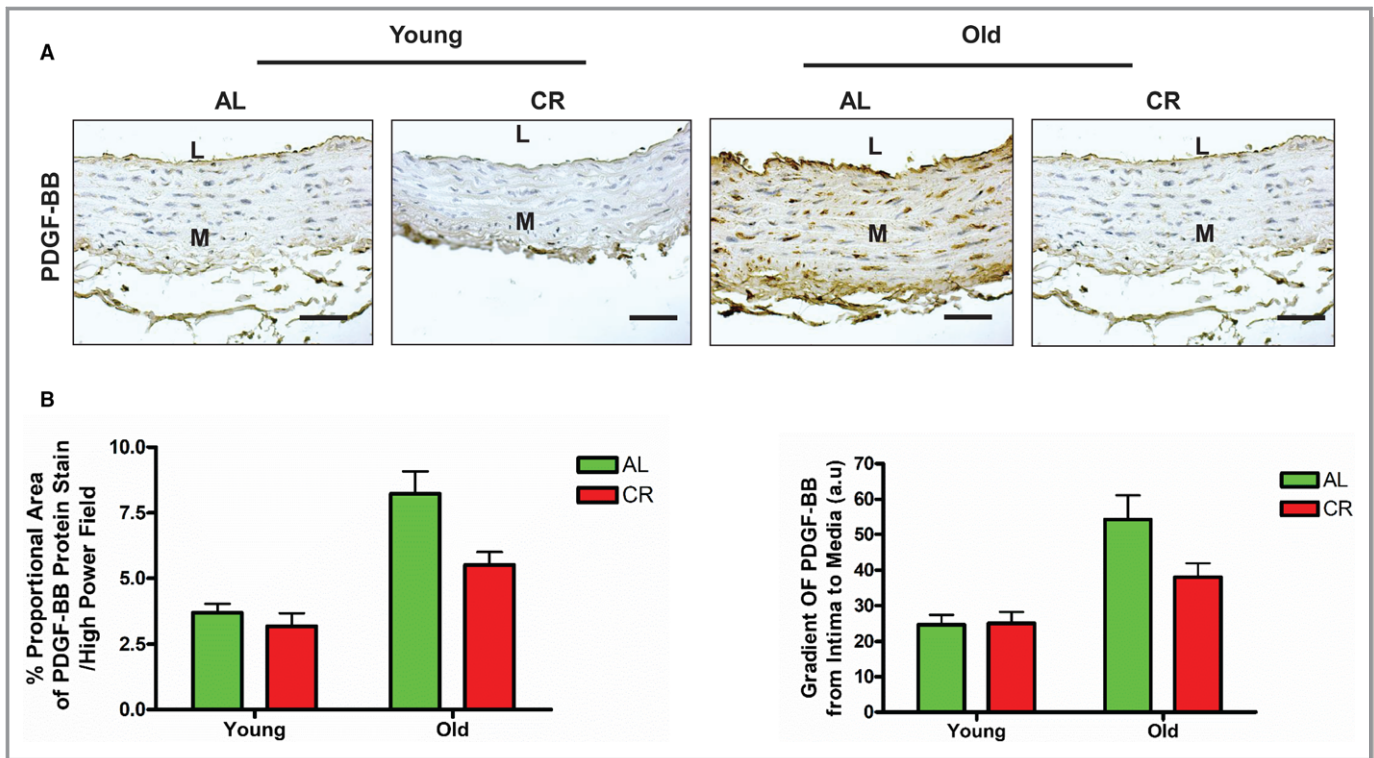 A
Young
Old
AL
CR
AL
CR
PDGF-BB
L
M
L
M
L
M
L
M
B
% Proportional Area
of PDGF-BB Protein Stain
/High Power Field
10.0
7.5
5.0
2.5
0.0
Young
Old
AL
CR
Gradient OF PDGF-BB
from Intima to Media (a.u)
70
60
50
40
30
20
10
0
Young
Old
AL
CR